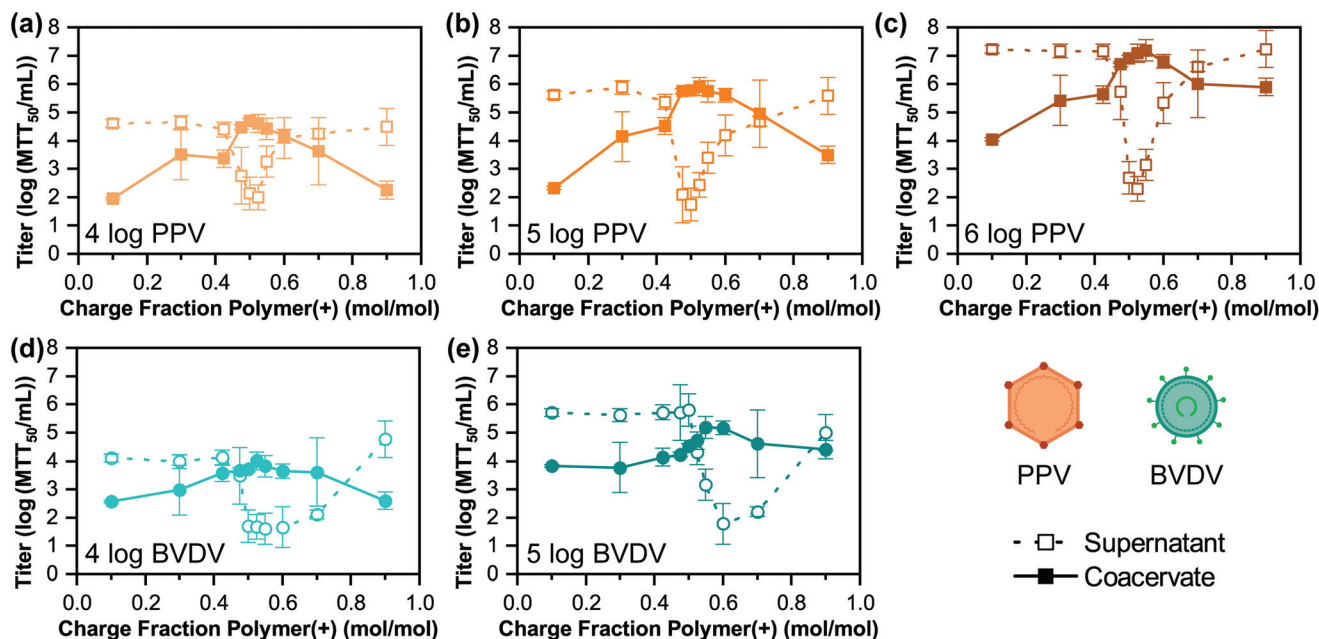 (a)
Titer (log (MTT50/mL))
8
7
6
5
4
3
2
1
0
4 log PPV
0.0 0.2 0.4 0.6 0.8 1.0
Charge Fraction Polymer(+) (mol/mol)
(b)
Titer (log (MTT50/mL))
8
7
6
5
4
3
2
1
0
5 log PPV
0.0 0.2 0.4 0.6 0.8 1.0
Charge Fraction Polymer(+) (mol/mol)
(c)
Titer (log (MTT50/mL))
8
7
6
5
4
3
2
1
0
6 log PPV
0.0 0.2 0.4 0.6 0.8 1.0
Charge Fraction Polymer(+) (mol/mol)
(d)
Titer (log (MTT50/mL))
8
7
6
5
4
3
2
1
0
4 log BVDV
0.0 0.2 0.4 0.6 0.8 1.0
Charge Fraction Polymer(+) (mol/mol)
(e)
Titer (log (MTT50/mL))
8
7
6
5
4
3
2
1
0
5 log BVDV
0.0 0.2 0.4 0.6 0.8 1.0
Charge Fraction Polymer(+) (mol/mol)
PPV
BVDV
Supernatant
Coacervate